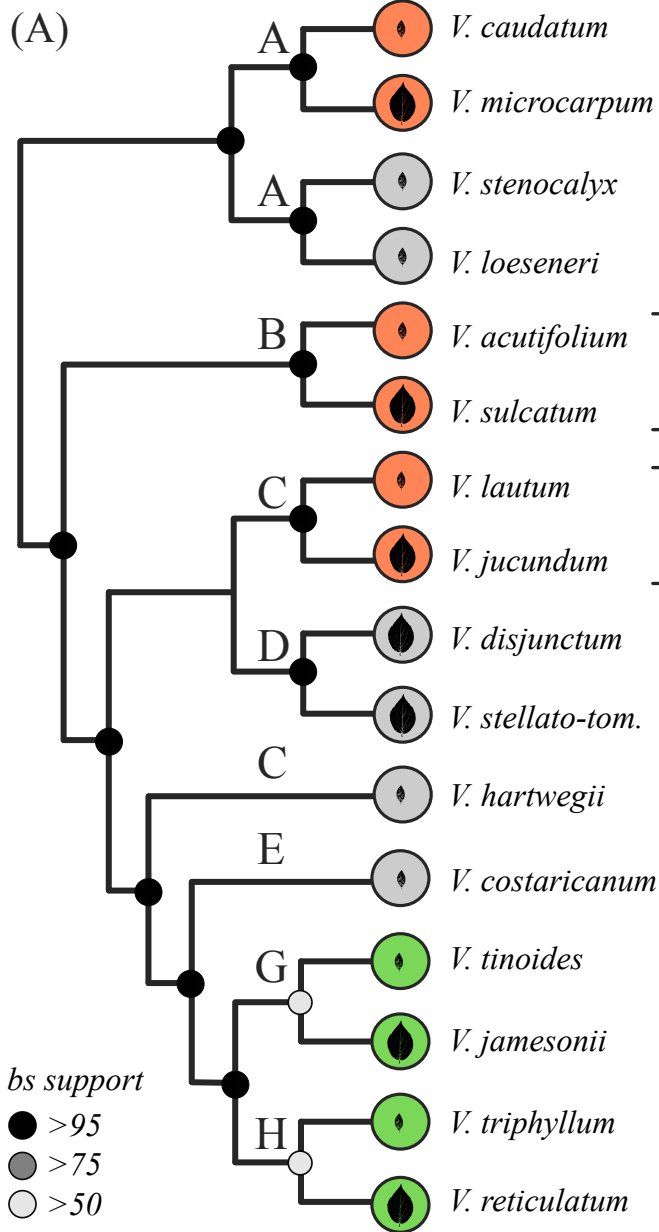 (A)
A
V. caudatum
V. microcarpum
A
V. stenocalyx
V. loeseneri
B
V. acutifolium
V. sulcatum
C
V. lautum
V. jucundum
D
V. disjunctum
V. stellato-tom.
C
V. hartwegii
E
V. costaricanum
G
V. tinoides
V. jamesonii
H
V. triphyllum
V. reticulatum
bs support
>95
>75
>50